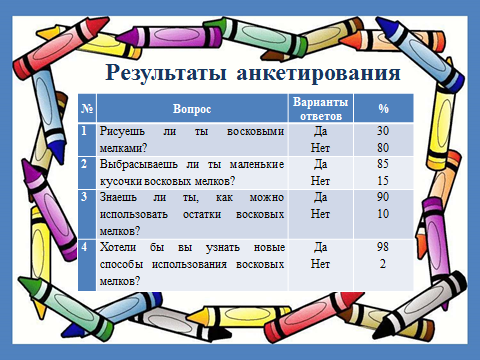 Результаты анкетирования
№ Вопрос Варианты ответов %
1 Рисуешь ли ты восковыми Да 30
мелками? Нет 80
2 Выбрасываешь ли ты маленькие Да 85
кусочки восковых мелков? Нет 15
3 Знаешь ли ты, как можно Да 90
использовать остатки восковых Нет 10
мелков?
4 Хотели бы вы узнать новые Да 98
способы использования восковых Нет 2
мелков?